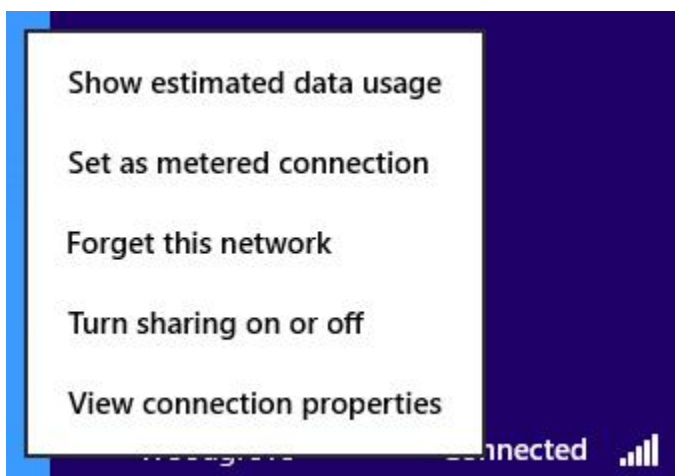 Show estimated data usage
Set as metered connection
Forget this network
Turn sharing on or off
View connection properties
Connected